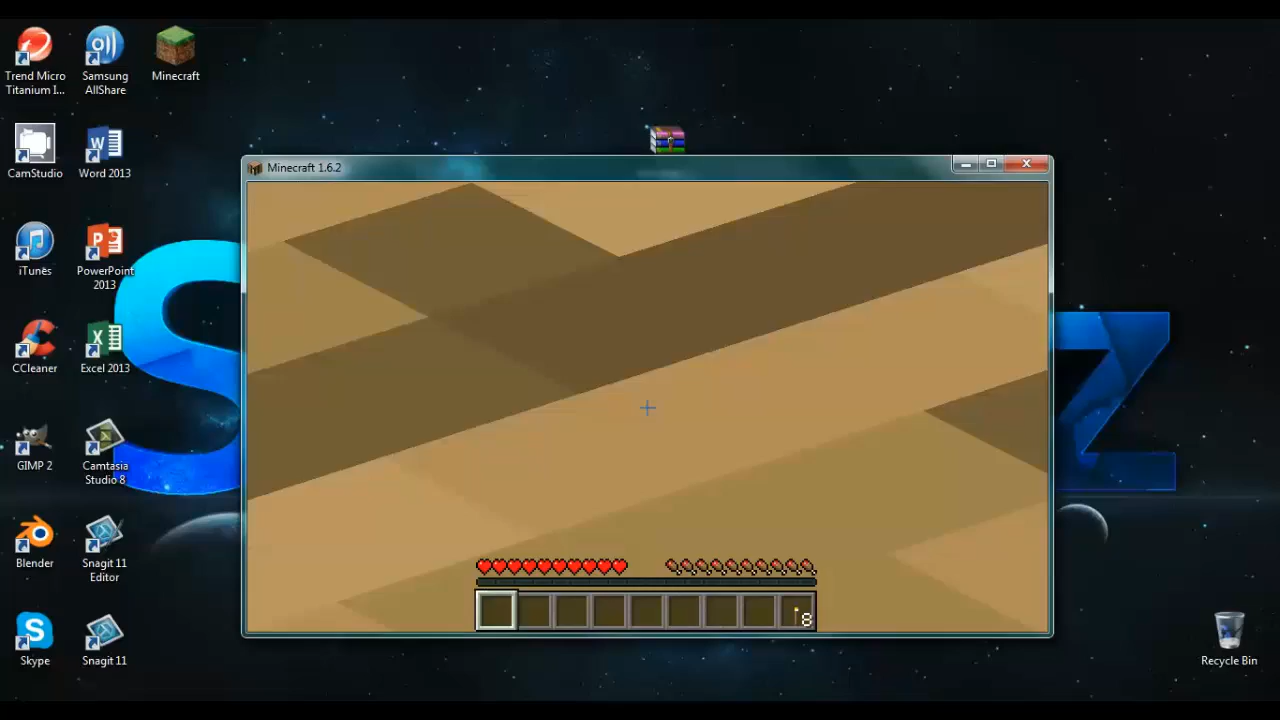 Trend Micro
Titanium I...
Samsung
AllShare
Minecraft
CamStudio
Word 2013
Minecraft 1.6.2
iTunes
PowerPoint
2013
S
Z
CCleaner
Excel 2013
GIMP 2
Camtasia
Studio 8
Blender
Snagit 11
Editor
8
Skype
Snagit 11
Recycle Bin